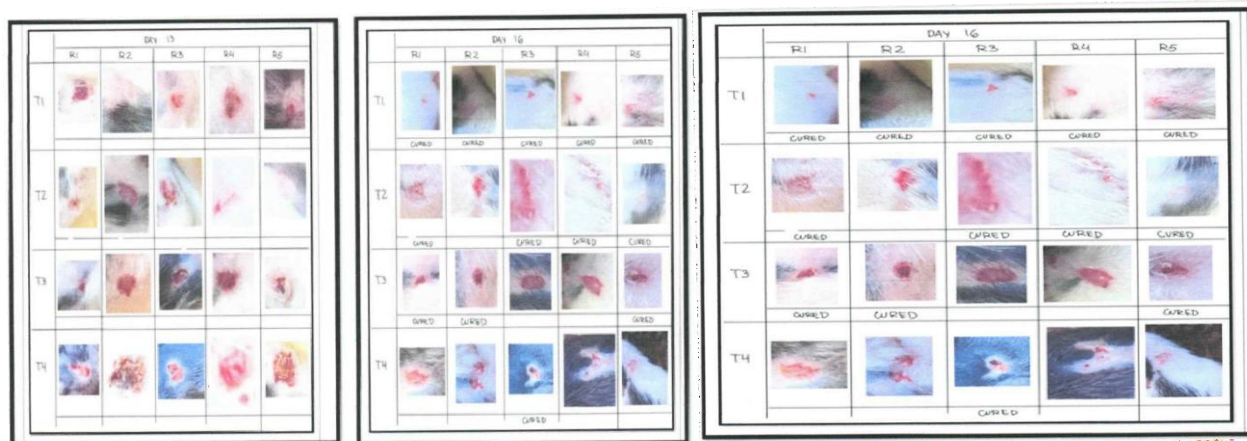 DAY 13
R1 R2 R3 R4 R5
T1
T2
T3
T4
DAY 16
R1 R2 R3 R4 R5
T1
CURED CURED CURED CURED CURED
T2
CURED CURED CURED CURED
T3
CURED CURED CURED
T4
CURED
DAY 16
R1 R2 R3 R4 R5
T1
CURED CURED CURED CURED CURED
T2
CURED CURED CURED CURED
T3
CURED CURED CURED
T4
CURED